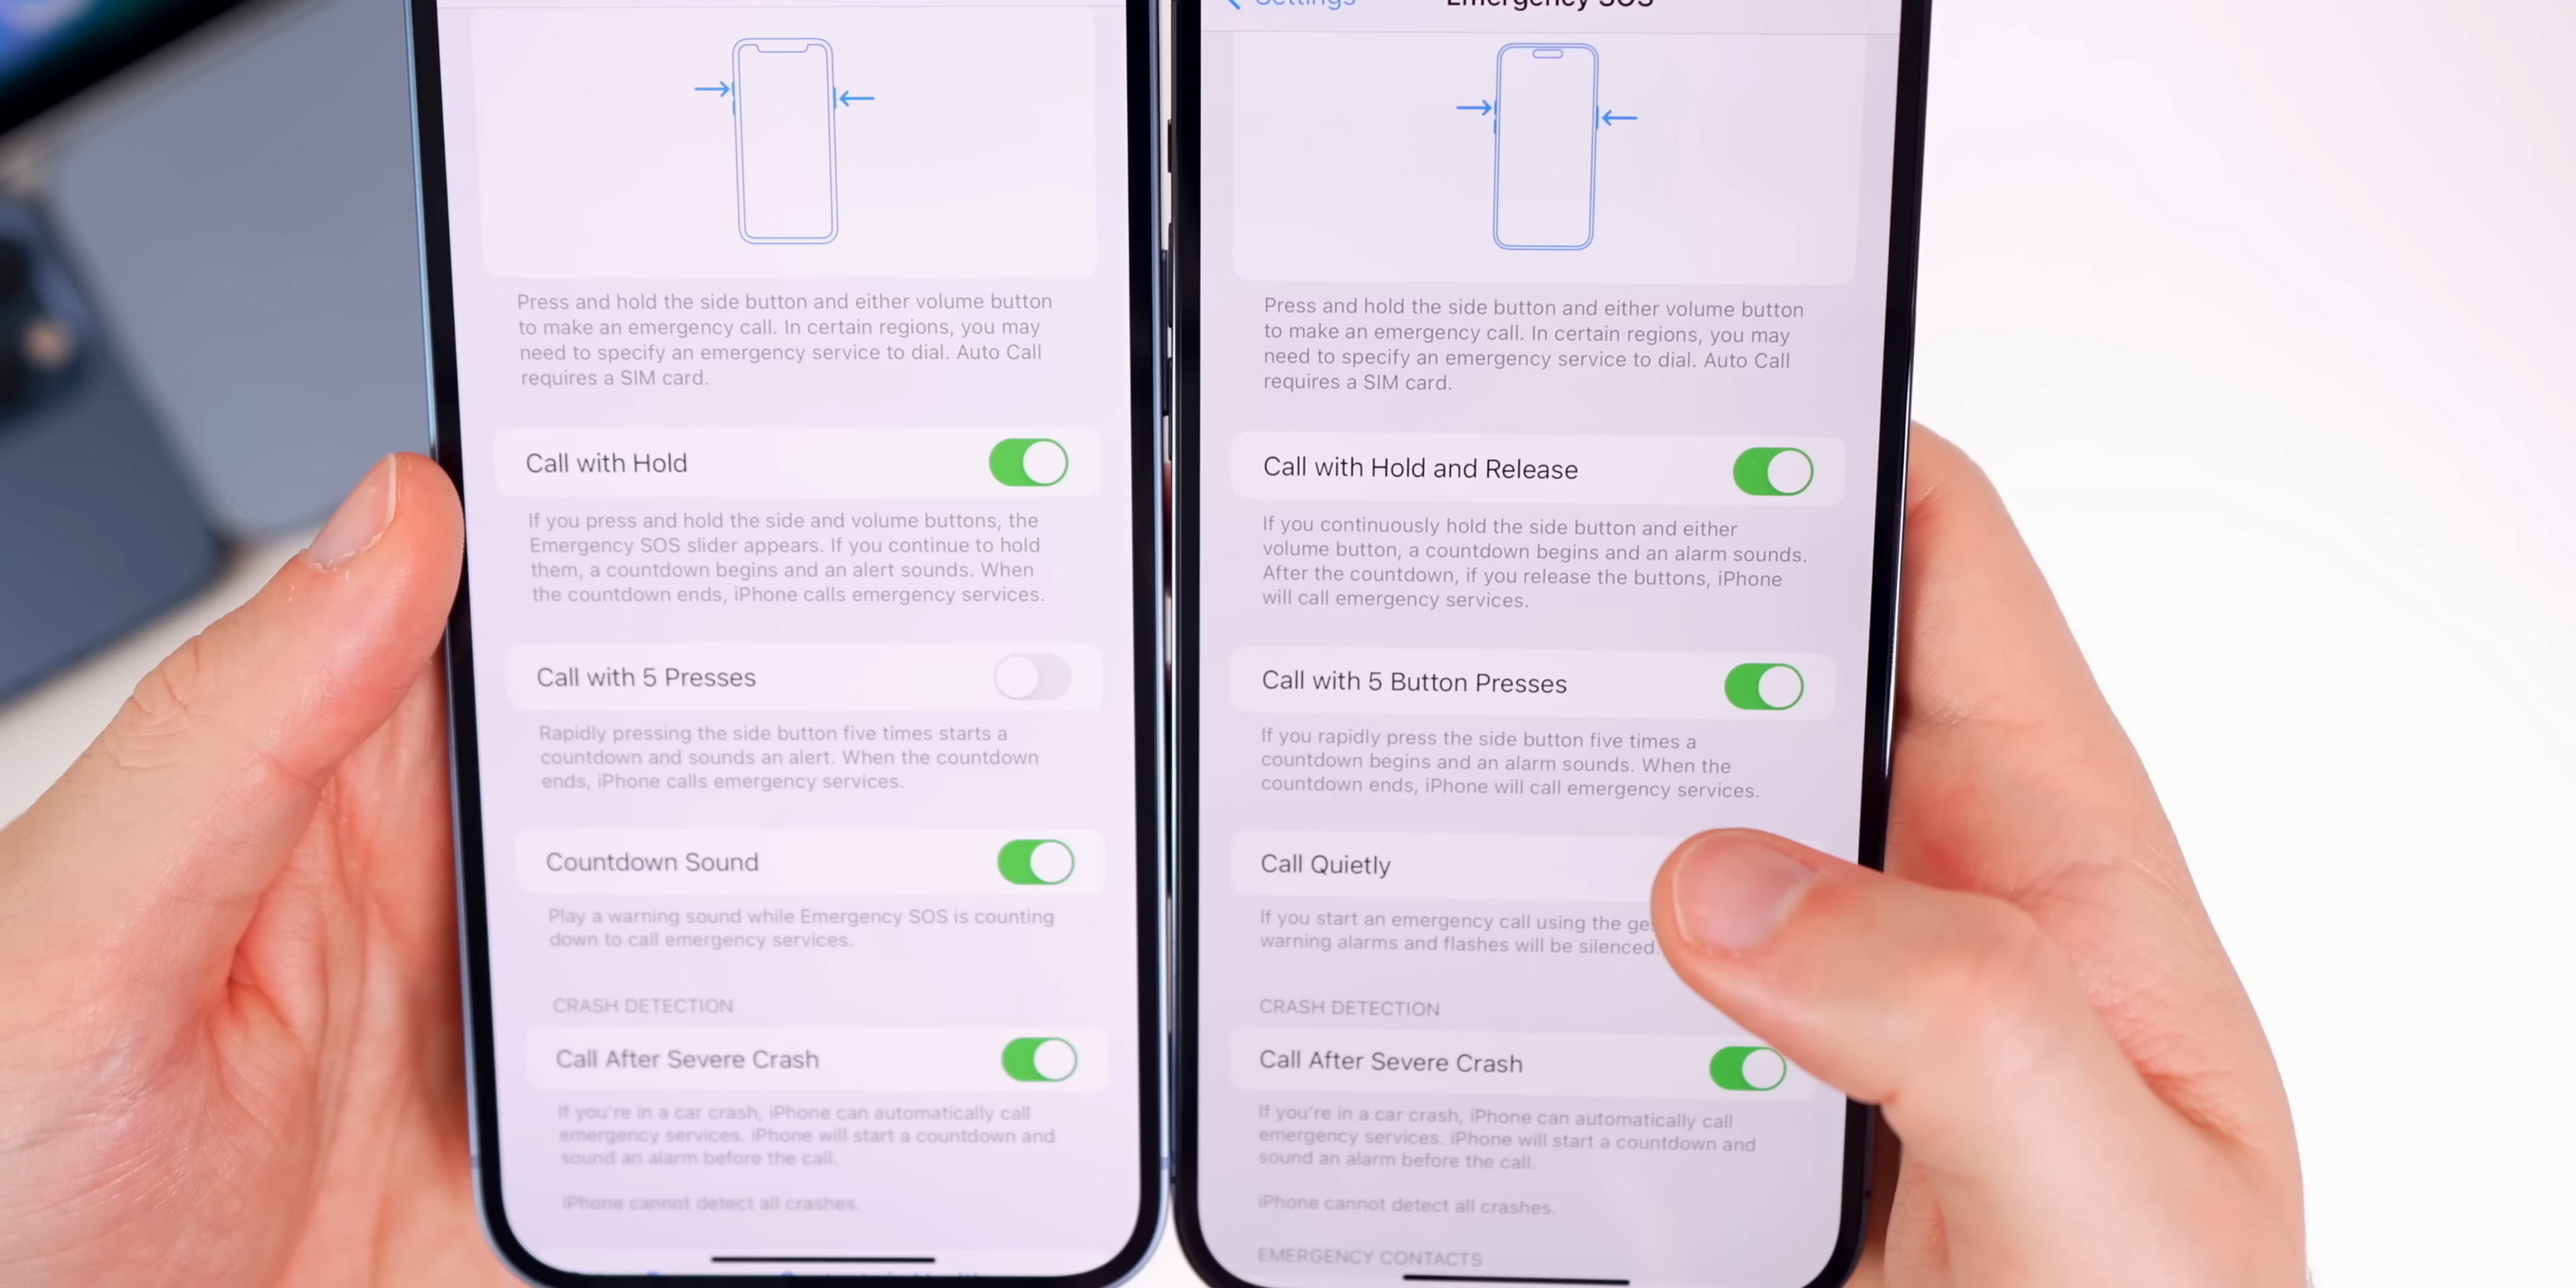 Press and hold the side button and either volume button
to make an emergency call. In certain regions, you may
need to specify an emergency service to dial. Auto Call
requires a SIM card.
Call with Hold
If you press and hold the side and volume buttons, the
Emergency SOS slider appears. If you continue to hold
them, a countdown begins and an alert sounds. When
the countdown ends, iPhone calls emergency services.
Call with 5 Presses
Rapidly pressing the side button five times starts a
countdown and sounds an alert. When the countdown
ends, iPhone calls emergency services.
Countdown Sound
Play a warning sound while Emergency SOS is counting
down to call emergency services.
CRASH DETECTION
Call After Severe Crash
If you're in a car crash, iPhone can automatically call
emergency services. iPhone will start a countdown and
sound an alarm before the call.
iPhone cannot detect all crashes.
Settings
Emergency SOS
Press and hold the side button and either volume button
to make an emergency call. In certain regions, you may
need to specify an emergency service to dial. Auto Call
requires a SIM card.
Call with Hold and Release
If you continuously hold the side button and either
volume button, a countdown begins and an alarm sounds.
After the countdown, if you release the buttons, iPhone
will call emergency services.
Call with 5 Button Presses
If you rapidly press the side button five times a
countdown begins and an alarm sounds. When the
countdown ends, iPhone will call emergency services.
Call Quietly
If you start an emergency call using the
warning alarms and flashes will be silenced.
CRASH DETECTION
Call After Severe Crash
If you're in a car crash, iPhone can automatically call
emergency services. iPhone will start a countdown and
sound an alarm before the call.
iPhone cannot detect all crashes.
EMERGENCY CONTACTS